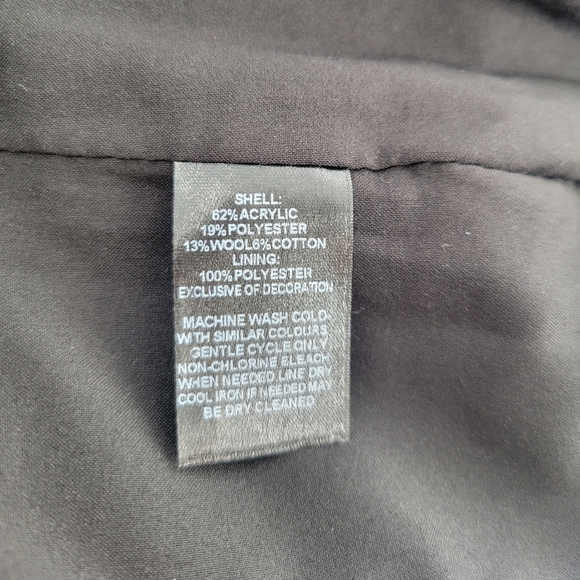 SHELL:
62%ACRYLIC
19%POLYESTER
13%WOOL6%COTTON
LINING:
100%POLYESTER
EXCLUSIVE OF DECORATION
MACHINE WASH COLD-
WITH SIMILAR COLOURS
GENTLE CYCLE ONLY
NON-CHLORINE BLEACH
WHEN NEEDED LINE DRY
COOL IRON IF NEEDED MAY
BE DRY CLEANED